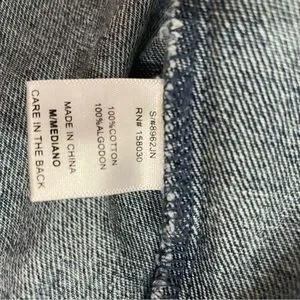 S/#8962JN
RN# 158030
100%COTTON
100%ALGODON
MADE IN CHINA
M/MEDIANO
CARE IN THE BACK